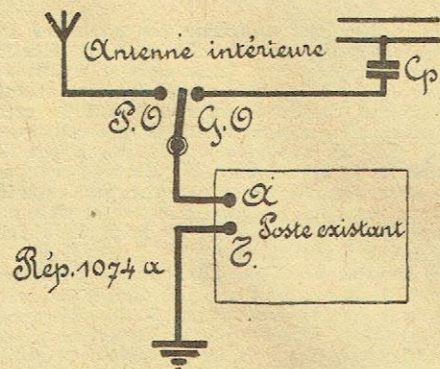 Antenne intérieure
Cp
P.O
G.O
A
T.
Poste existant
Rép. 1074 a